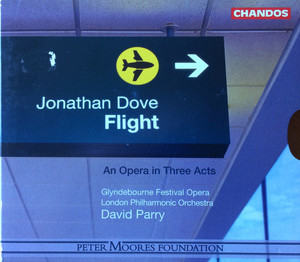 CHANDOS
Jonathan Dove
Flight
An Opera in Three Acts
Glyndebourne Festival Opera
London Philharmonic Orchestra
David Parry
PETER MOORES FOUNDATION